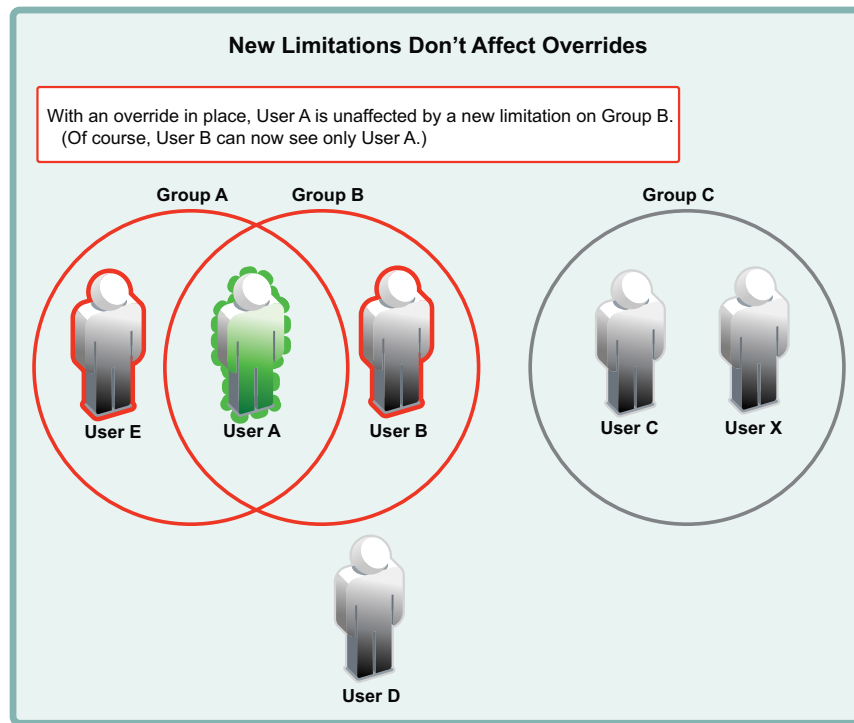 New Limitations Don't Affect Overrides
With an override in place, User A is unaffected by a new limitation on Group B.
(Of course, User B can now see only User A.)
Group A
Group B
Group C
User E
User A
User B
User C
User X
User D